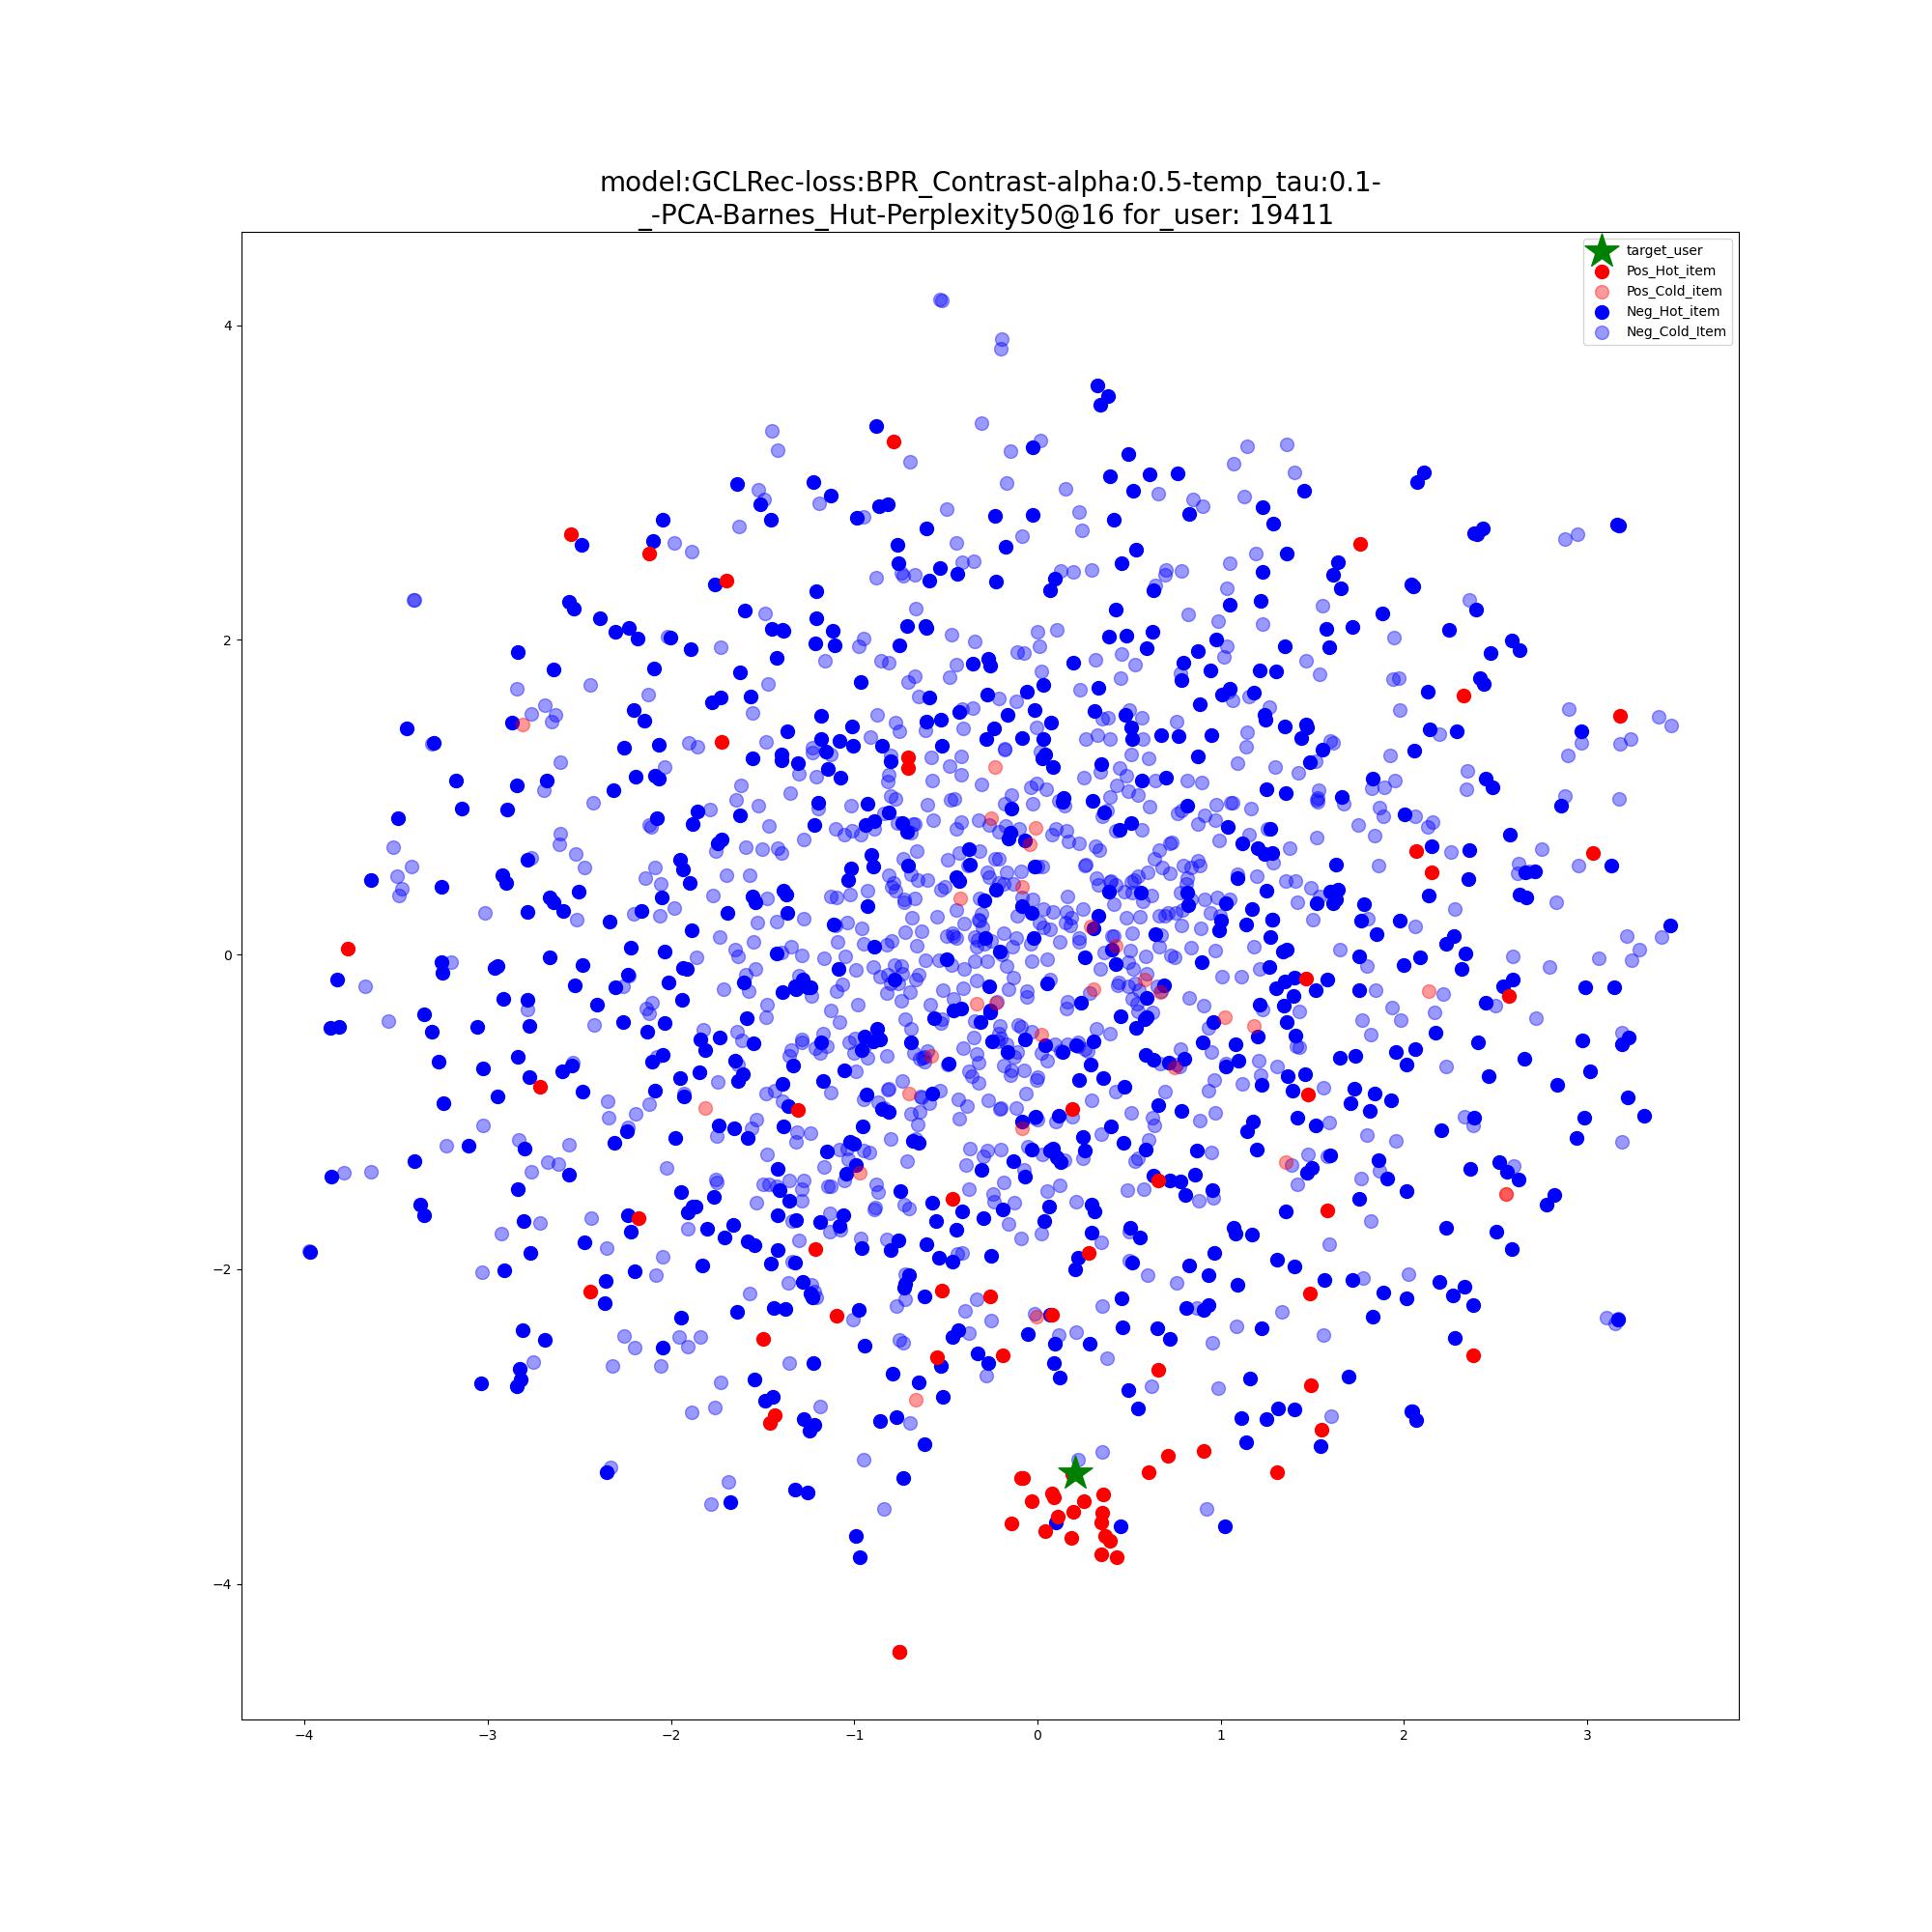 model:GCLRec-loss:BPR_Contrast-alpha:0.5-temp_tau:0.1-
_-PCA-Barnes_Hut-Perplexity50@16 for_user: 19411
target_user
Pos_Hot_item
Pos_Cold_item
Neg_Hot_item
Neg_Cold_Item
4
2
0
−2
−4
−4 −3 −2 −1 0 1 2 3